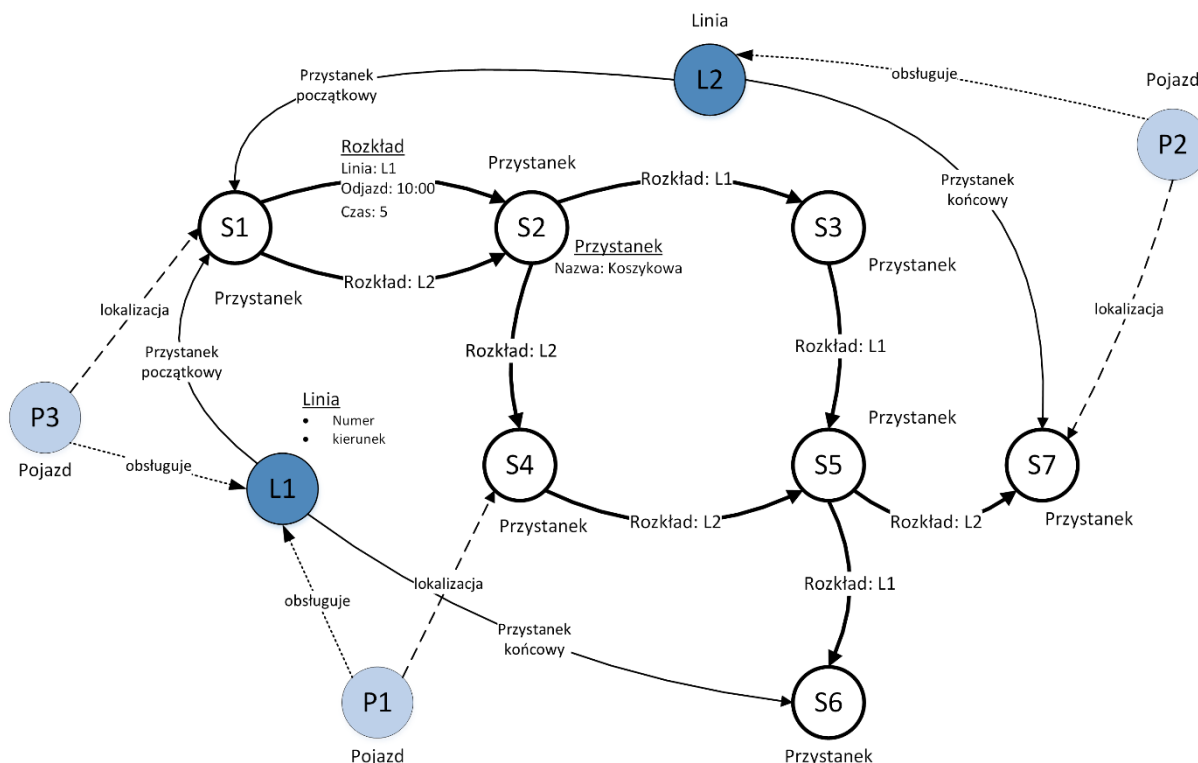 Linia
L2
obsługuje
Pojazd
P2
Przystanek
początkowy
Rozkład
Linia: L1
Odjazd: 10:00
Czas: 5
Przystanek
Rozkład: L1
Przystanek
końcowy
S1
S2
S3
Przystanek
Nazwa: Koszykowa
Przystanek
Rozkład: L2
Przystanek
lokalizacja
lokalizacja
Rozkład: L2
Rozkład: L1
Przystanek
początkowy
Linia
• Numer
• kierunek
P3
Pojazd
Przystanek
obsługuje
L1
S4
S5
S7
Przystanek
Rozkład: L2
Rozkład: L2
Przystanek
lokalizacja
Rozkład: L1
obsługuje
Przystanek
końcowy
P1
Pojazd
S6
Przystanek